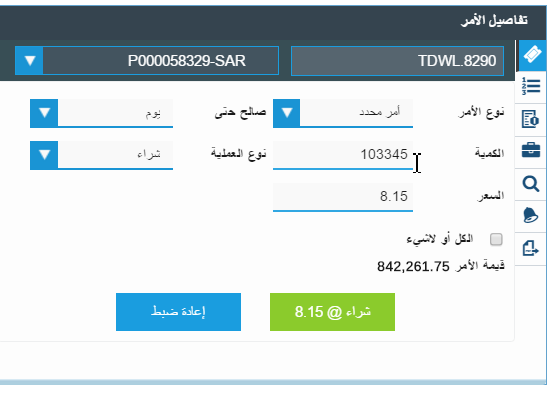 تفاصيل الأمر
TDWL.8290 P000058329-SAR
نوع الأمر أمر محدد صالح حتى يوم
الكمية 103345 نوع العملية شراء
السعر 8.15
الكل أو لاشيء
قيمة الأمر 842,261.75
شراء @ 8.15 إعادة ضبط